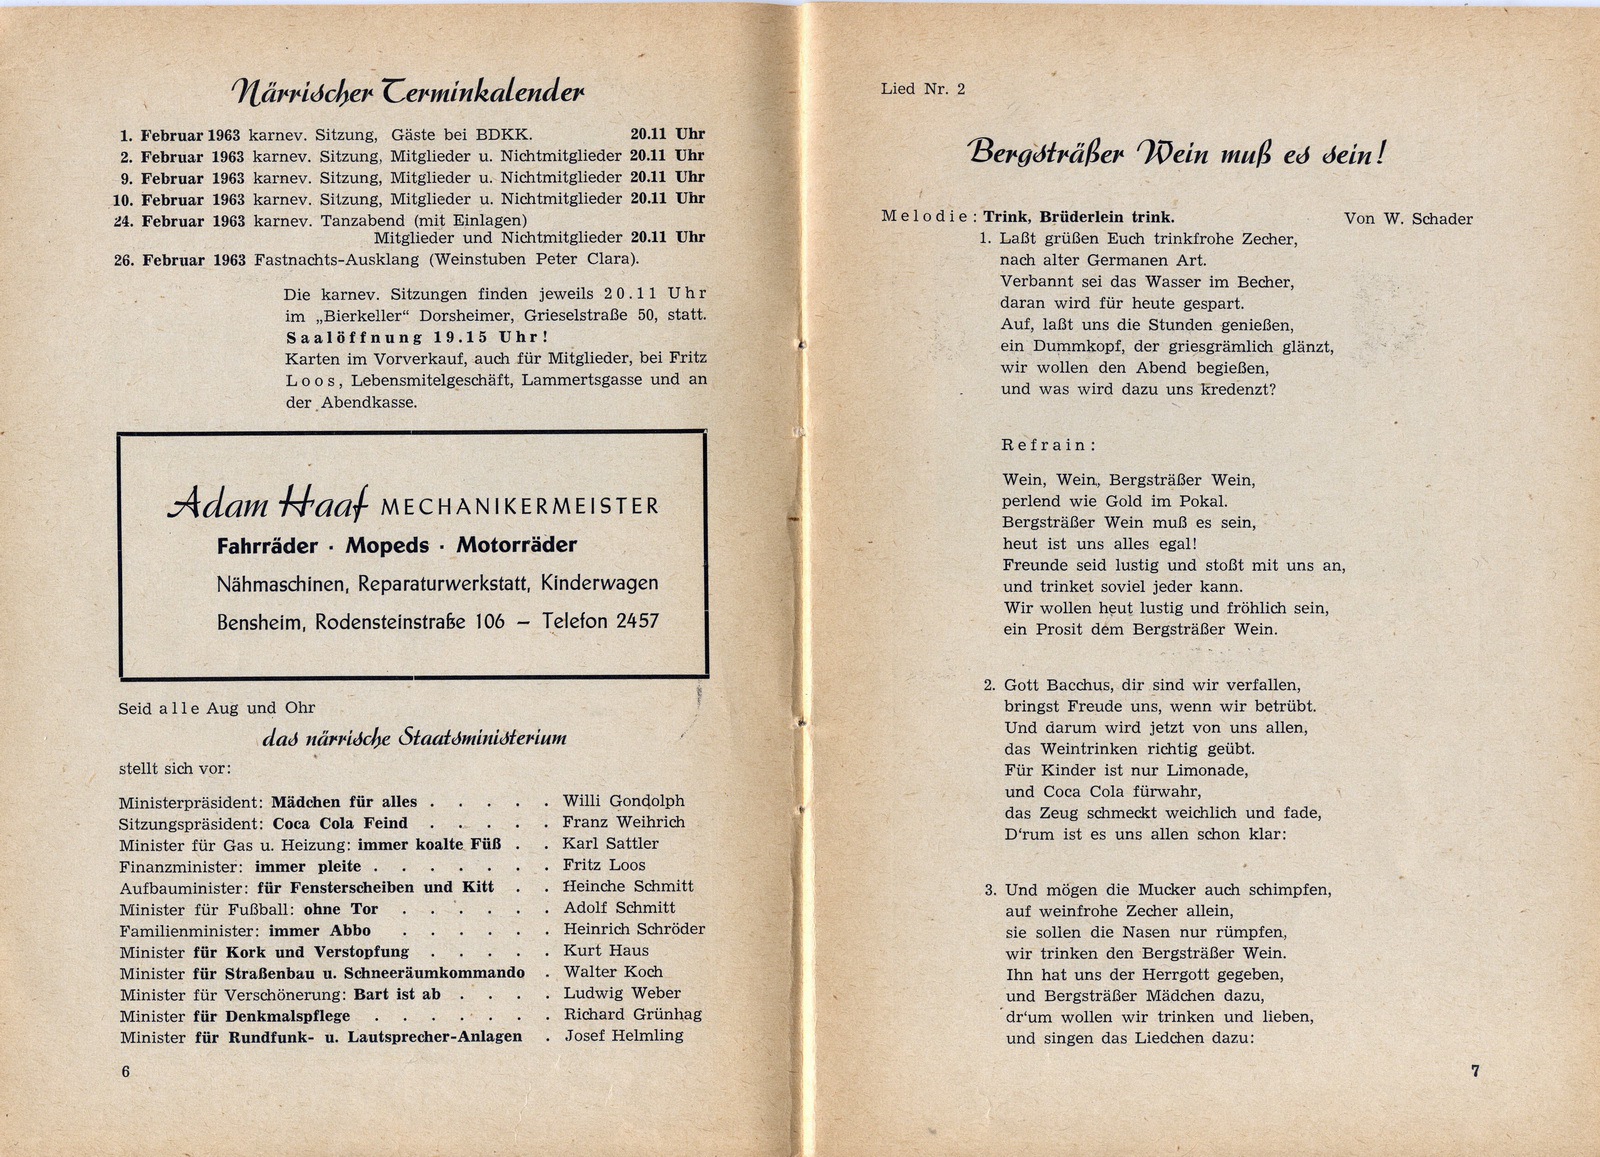 Närrischer Terminkalender
1. Februar 1963 karnev. Sitzung, Gäste bei BDKK. 20.11 Uhr
2. Februar 1963 karnev. Sitzung, Mitglieder u. Nichtmitglieder 20.11 Uhr
9. Februar 1963 karnev. Sitzung, Mitglieder u. Nichtmitglieder 20.11 Uhr
10. Februar 1963 karnev. Sitzung, Mitglieder u. Nichtmitglieder 20.11 Uhr
24. Februar 1963 karnev. Tanzabend (mit Einlagen)
Mitglieder und Nichtmitglieder 20.11 Uhr
26. Februar 1963 Fastnachts-Ausklang (Weinstuben Peter Clara).
Die karnev. Sitzungen finden jeweils 20.11 Uhr
im „Bierkeller“ Dorsheimer, Grieselstraße 50, statt.
Saalöffnung 19.15 Uhr!
Karten im Vorverkauf, auch für Mitglieder, bei Fritz
Loos, Lebensmitelgeschäft, Lammertsgasse und an
der Abendkasse.
Adam Haaf MECHANIKERMEISTER
Fahrräder · Mopeds · Motorräder
Nähmaschinen, Reparaturwerkstatt, Kinderwagen
Bensheim, Rodensteinstraße 106 – Telefon 2457
Seid alle Aug und Ohr
das närrische Staatsministerium
stellt sich vor:
Ministerpräsident: Mädchen für alles . . . . . Willi Gondolph
Sitzungspräsident: Coca Cola Feind . . . . . Franz Weihrich
Minister für Gas u. Heizung: immer koalte Füß . . Karl Sattler
Finanzminister: immer pleite . . . . . . . Fritz Loos
Aufbauminister: für Fensterscheiben und Kitt . . Heinche Schmitt
Minister für Fußball: ohne Tor . . . . . . Adolf Schmitt
Familienminister: immer Abbo . . . . . . Heinrich Schröder
Minister für Kork und Verstopfung . . . . . Kurt Haus
Minister für Straßenbau u. Schneeräumkommando . Walter Koch
Minister für Verschönerung: Bart ist ab . . . . Ludwig Weber
Minister für Denkmalspflege . . . . . . . Richard Grünhag
Minister für Rundfunk- u. Lautsprecher-Anlagen . Josef Helmling
6
Lied Nr. 2
Bergsträßer Wein muß es sein!
Melodie: Trink, Brüderlein trink. Von W. Schader
1. Laßt grüßen Euch trinkfrohe Zecher,
nach alter Germanen Art.
Verbannt sei das Wasser im Becher,
daran wird für heute gespart.
Auf, laßt uns die Stunden genießen,
ein Dummkopf, der griesgrämlich glänzt,
wir wollen den Abend begießen,
und was wird dazu uns kredenzt?
Refrain:
Wein, Wein, Bergsträßer Wein,
perlend wie Gold im Pokal.
Bergsträßer Wein muß es sein,
heut ist uns alles egal!
Freunde seid lustig und stoßt mit uns an,
und trinket soviel jeder kann.
Wir wollen heut lustig und fröhlich sein,
ein Prosit dem Bergsträßer Wein.
2. Gott Bacchus, dir sind wir verfallen,
bringst Freude uns, wenn wir betrübt.
Und darum wird jetzt von uns allen,
das Weintrinken richtig geübt.
Für Kinder ist nur Limonade,
und Coca Cola fürwahr,
das Zeug schmeckt weichlich und fade,
D'rum ist es uns allen schon klar:
3. Und mögen die Mucker auch schimpfen,
auf weinfrohe Zecher allein,
sie sollen die Nasen nur rümpfen,
wir trinken den Bergsträßer Wein.
Ihn hat uns der Herrgott gegeben,
und Bergsträßer Mädchen dazu,
dr'um wollen wir trinken und lieben,
und singen das Liedchen dazu:
7